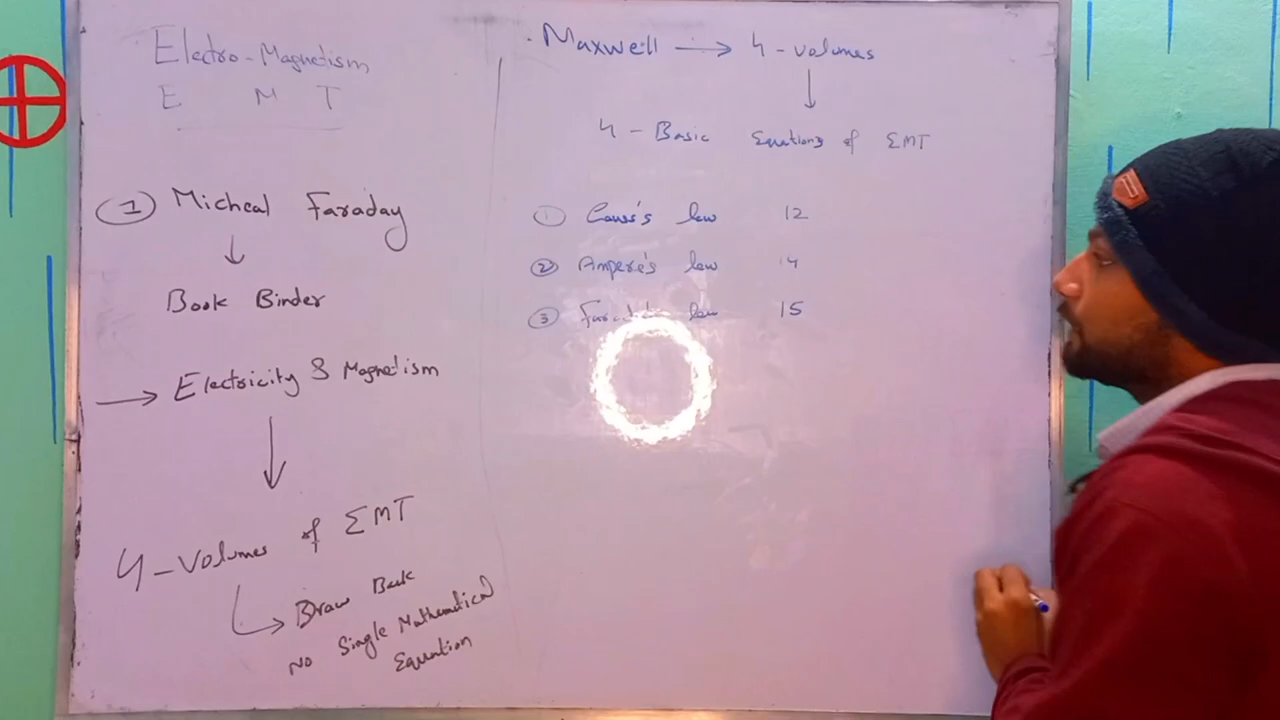 Electro-Magnetism
E M T
1 Micheal Faraday
↓
Book Binder
→ Electricity & Magnetism
↓
4-volumes of EMT
Draw Back
No Single Mathematical
Equation
Maxwell → 4-volumes
↓
4-Basic Equations of EMT
1 Gauss's law 12
2 Ampere's law 14
3 law 15